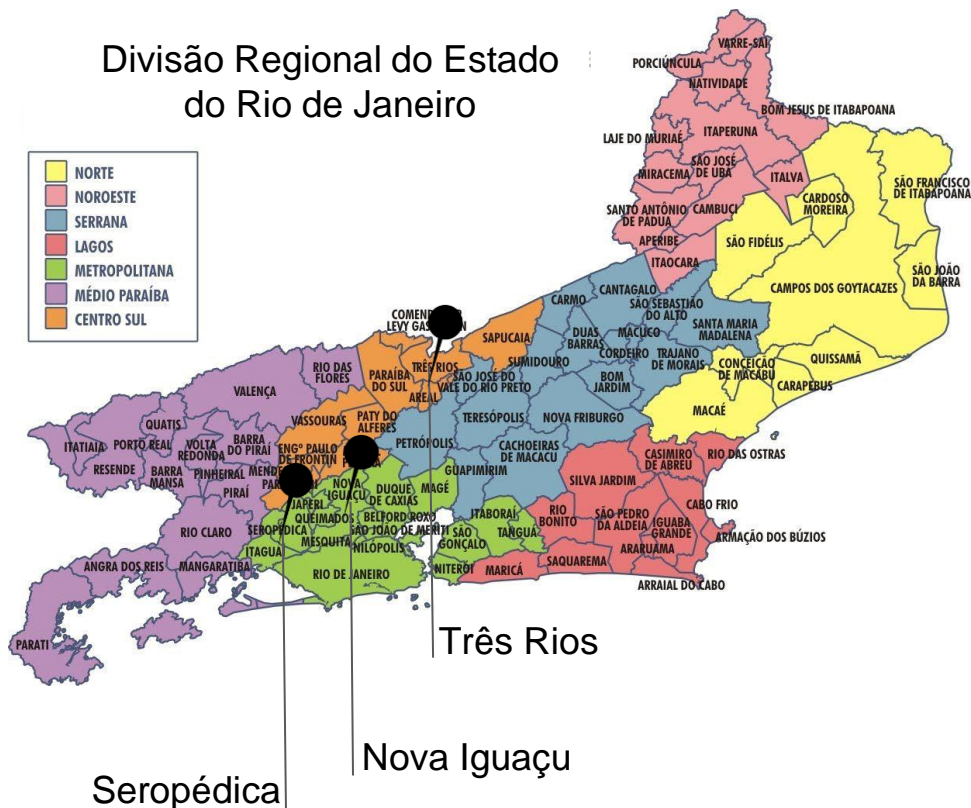 Divisão Regional do Estado
do Rio de Janeiro
NORTE
NOROESTE
SERRANA
LAGOS
METROPOLITANA
MÉDIO PARAÍBA
CENTRO SUL
VARRE-SAI
PORCIÚNCULA
NATIVIDADE
BOM JESUS DE ITABAPOANA
LAJE DO MURIAÉ
ITAPERUNA
SÃO JOSÉ
DE UBÁ
MIRACEMA
ITALVA
SÃO FRANCISCO
DE ITABAPOANA
CARDOSO
MOREIRA
SANTO ANTÔNIO
DE PÁDUA
CAMBUCI
APERIBE
SÃO FIDÉLIS
ITAOCARA
SÃO JOÃO
DA BARRA
CAMPOS DOS GOYTACAZES
CANTAGALO
CARMO
SÃO SEBASTIÃO
DO ALTO
SANTA MARIA
MADALENA
LEVY
SAPUCAIA
DUAS
BARRAS
MACUCO
CORDEIRO
TRAJANO
DE MORAIS
SUMIDOURO
CONCEIÇÃO
DE MACABU
QUISSAMÃ
CARAPEBUS
MACAÉ
RIO DAS
FLORES
PARAÍBA
DO SUL
TRÊS RIOS
AREAL
SÃO JOSÉ DO
VALE DO RIO PRETO
BOM
JARDIM
VALENÇA
VASSOURAS
PATY DO
ALFERES
TERESÓPOLIS
NOVA FRIBURGO
QUATIS
ITATIAIA
PORTO REAL
VOLTA
REDONDA
BARRA
DO PIRAÍ
ENGº PAULO
DE FRONTIN
PETRÓPOLIS
CACHOEIRAS
DE MACACU
CASIMIRO
DE ABREU
RIO DAS OSTRAS
RESENDE
BARRA
MANSA
PINHEIRAL
PIRAÍ
NOVA
IGUAÇU
DUQUE
DE CAXIAS
MAGÉ
GUAPIMIRIM
SILVA JARDIM
CABO FRIO
JAPERI
RIO CLARO
SEROPÉDICA
QUEIMADOS
BELFORD ROXO
SÃO JOÃO DE MERITI
MESQUITA
NILÓPOLIS
ITABORAÍ
SÃO
GONÇALO
TANGUA
RIO
BONITO
SÃO PEDRO
DA ALDEIA
IGUABA
GRANDE
ARMAÇÃO DOS BÚZIOS
ITAGUA
ARARUAMA
ANGRA DOS REIS
MANGARATIBA
RIO DE JANEIRO
NITERÓI
MARICÁ
SAQUAREMA
ARRAIAL DO CABO
PARATI
Três Rios
Nova Iguaçu
Seropédica